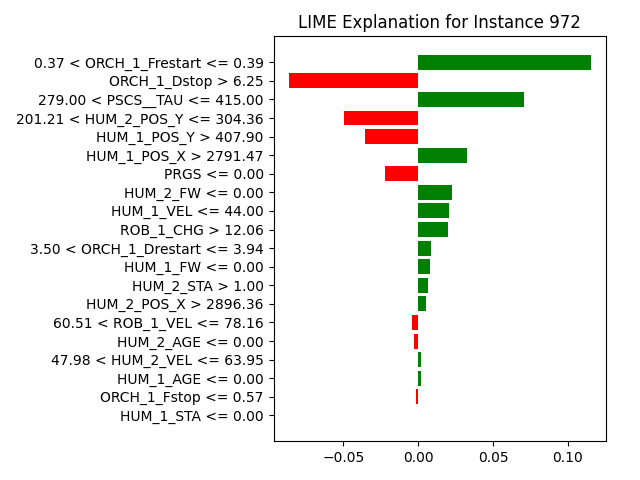 LIME Explanation for Instance 972
0.37 < ORCH_1_Frestart <= 0.39
ORCH_1_Dstop > 6.25
279.00 < PSCS__TAU <= 415.00
201.21 < HUM_2_POS_Y <= 304.36
HUM_1_POS_Y > 407.90
HUM_1_POS_X > 2791.47
PRGS <= 0.00
HUM_2_FW <= 0.00
HUM_1_VEL <= 44.00
ROB_1_CHG > 12.06
3.50 < ORCH_1_Drestart <= 3.94
HUM_1_FW <= 0.00
HUM_2_STA > 1.00
HUM_2_POS_X > 2896.36
60.51 < ROB_1_VEL <= 78.16
HUM_2_AGE <= 0.00
47.98 < HUM_2_VEL <= 63.95
HUM_1_AGE <= 0.00
ORCH_1_Fstop <= 0.57
HUM_1_STA <= 0.00
−0.05 0.00 0.05 0.10